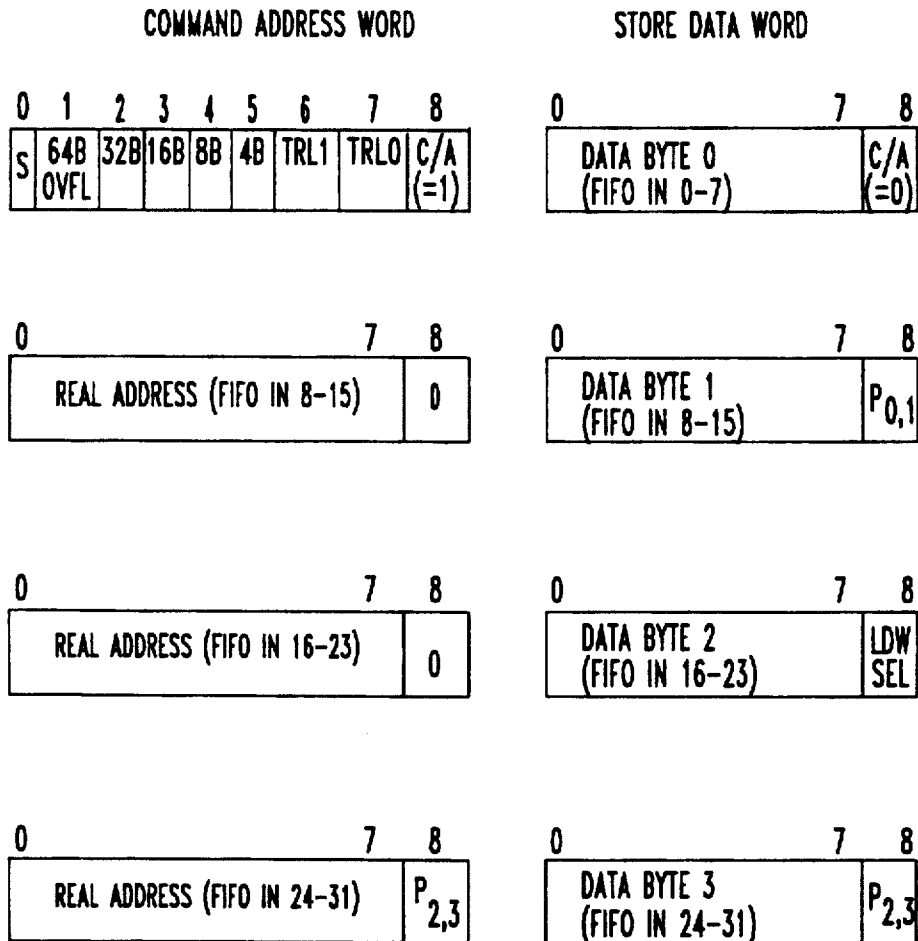 COMMAND ADDRESS WORD
STORE DATA WORD
0 1 2 3 4 5 6 7 8
S 64B OVFL 32B 16B 8B 4B TRL1 TRL0 C/A (=1)
0 7 8
DATA BYTE 0
(FIFO IN 0-7)
C/A (=0)
0 7 8
REAL ADDRESS (FIFO IN 8-15) 0
0 7 8
DATA BYTE 1
(FIFO IN 8-15)
P0,1
0 7 8
REAL ADDRESS (FIFO IN 16-23) 0
0 7 8
DATA BYTE 2
(FIFO IN 16-23)
LDW SEL
0 7 8
REAL ADDRESS (FIFO IN 24-31) P2,3
0 7 8
DATA BYTE 3
(FIFO IN 24-31)
P2,3